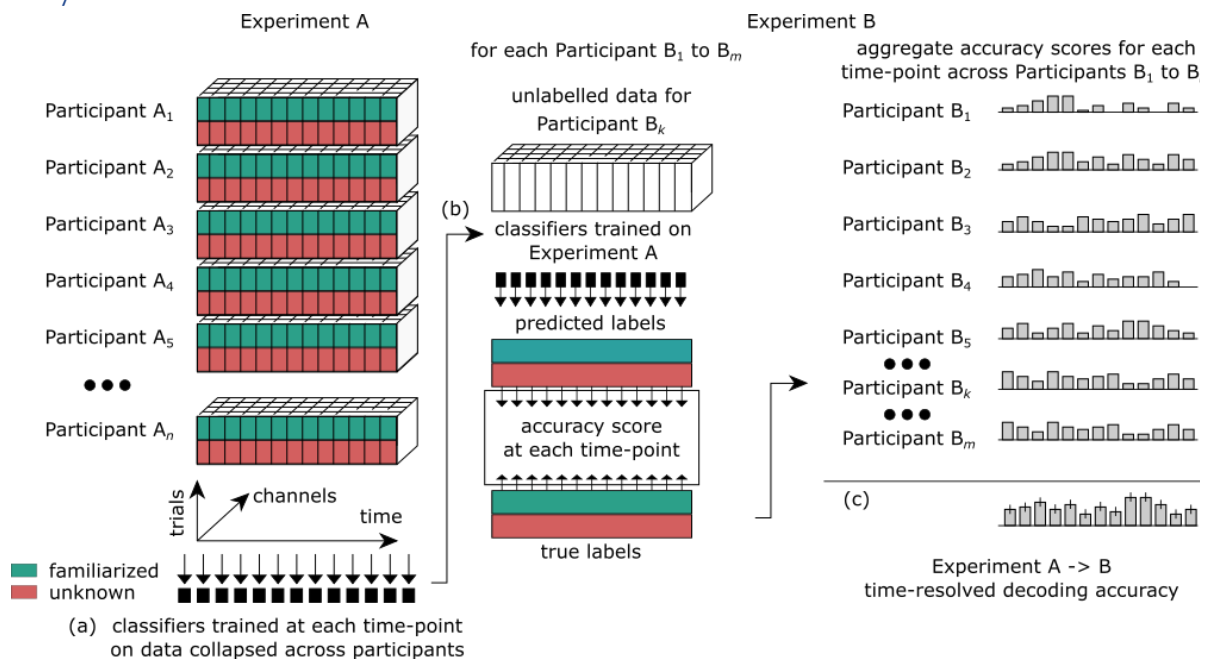 Experiment A
Experiment B
for each Participant B1 to Bm
aggregate accuracy scores for each
time-point across Participants B1 to B
Participant A1
Participant A2
Participant A3
Participant A4
Participant A5
Participant An
trials
channels
time
familiarized
unknown
(a) classifiers trained at each time-point
on data collapsed across participants
(b)
unlabelled data for
Participant Bk
classifiers trained on
Experiment A
predicted labels
accuracy score
at each time-point
true labels
Participant B1
Participant B2
Participant B3
Participant B4
Participant B5
Participant Bk
Participant Bm
(c)
Experiment A -> B
time-resolved decoding accuracy